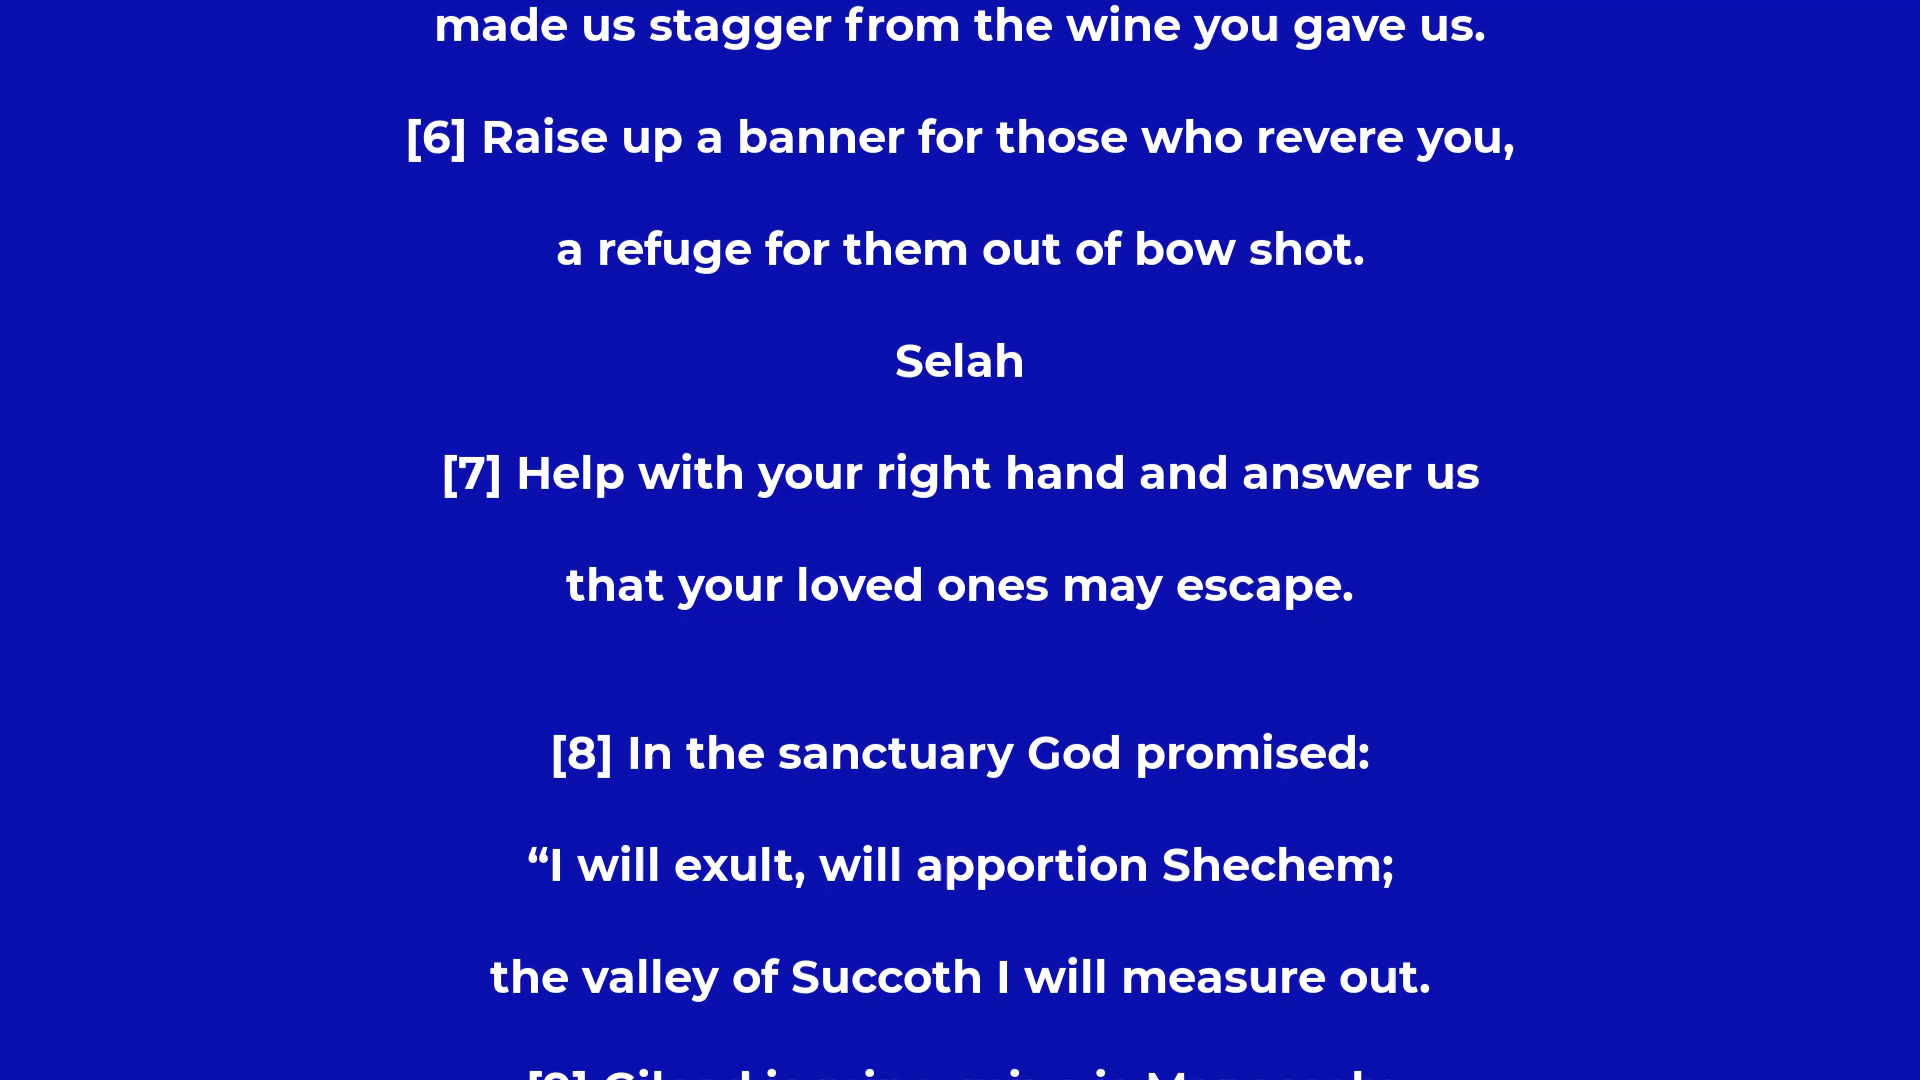 made us stagger from the wine you gave us.
[6] Raise up a banner for those who revere you,
a refuge for them out of bow shot.
Selah
[7] Help with your right hand and answer us
that your loved ones may escape.
[8] In the sanctuary God promised:
“I will exult, will apportion Shechem;
the valley of Succoth I will measure out.